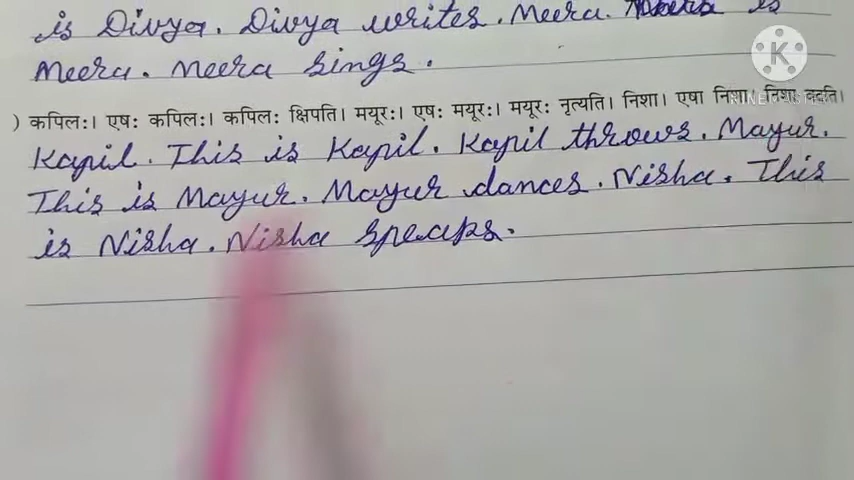 is Divya. Divya writes. Meera. is
Meera. Meera sings.
) कपिलः। एषः कपिलः। कपिलः क्षिपति। मयूरः। एषः मयूरः। मयूरः नृत्यति। निशा। एषा निशा। निशा वदति।
Kapil. This is Kapil. Kapil throws. Mayur.
This is Mayur. Mayur dances. Nisha. This
is Nisha. Nisha speaks.